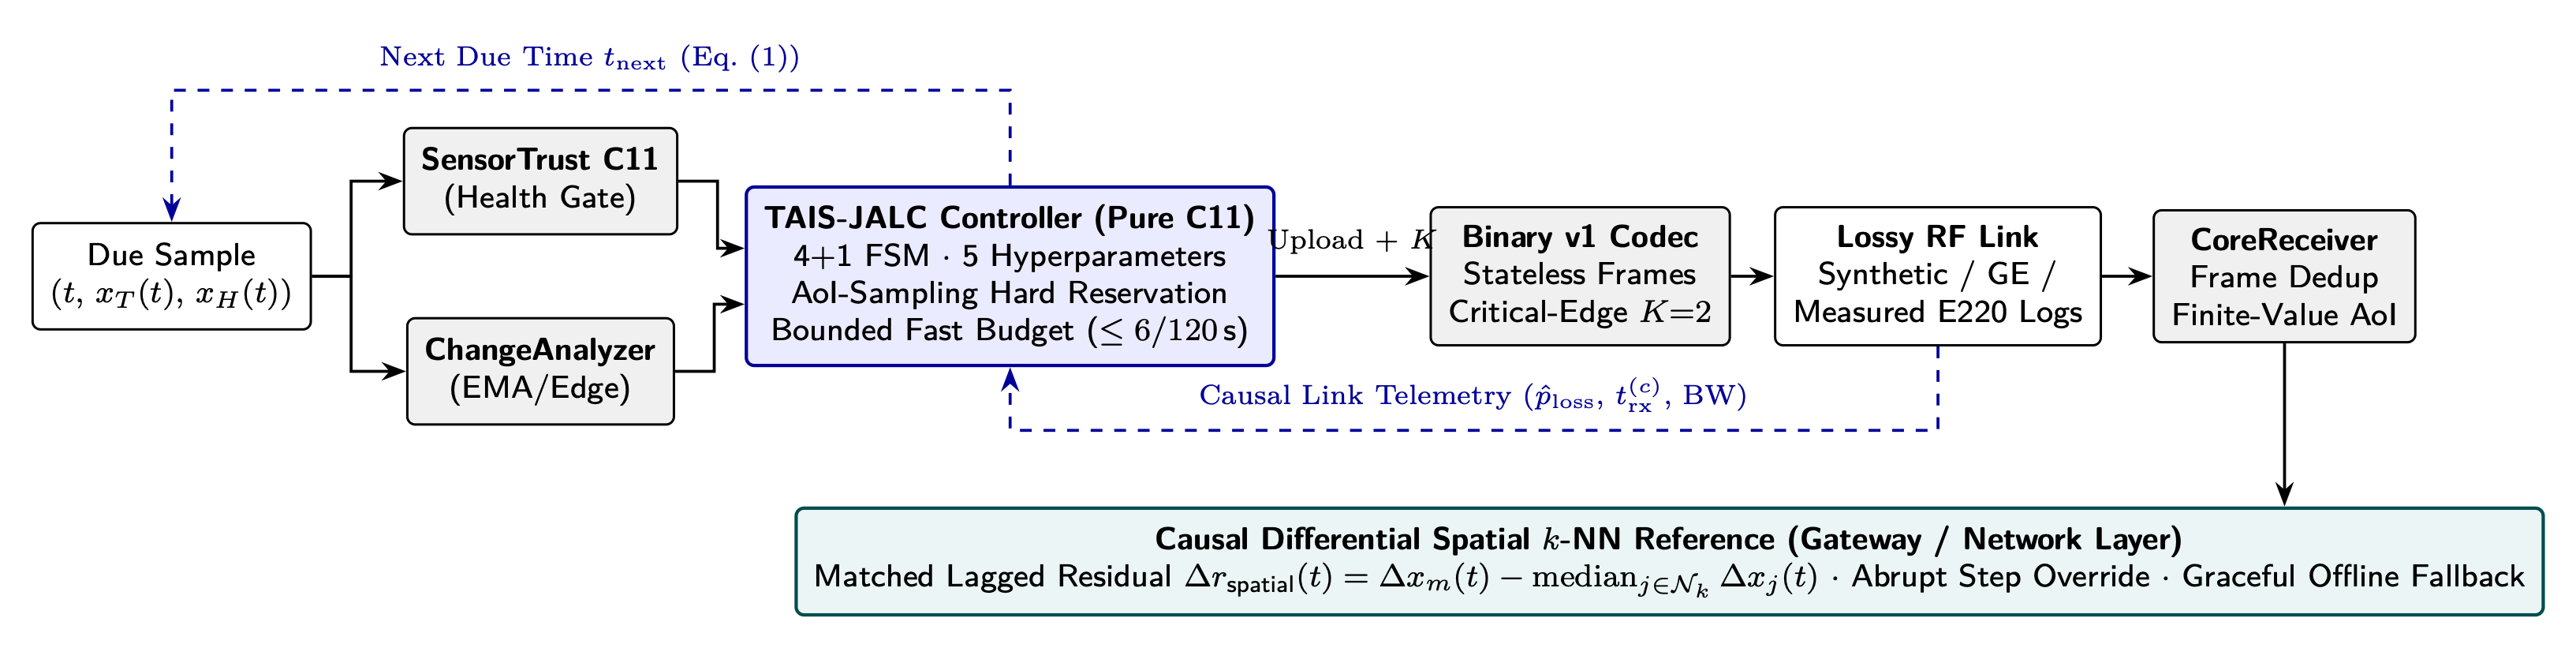 Next Due Time t_next (Eq. (1))
Due Sample
(t, x_T(t), x_H(t))
SensorTrust C11
(Health Gate)
ChangeAnalyzer
(EMA/Edge)
TAIS-JALC Controller (Pure C11)
4+1 FSM · 5 Hyperparameters
AoI-Sampling Hard Reservation
Bounded Fast Budget (≤ 6/120 s)
Upload + K
Binary v1 Codec
Stateless Frames
Critical-Edge K=2
Lossy RF Link
Synthetic / GE /
Measured E220 Logs
CoreReceiver
Frame Dedup
Finite-Value AoI
Causal Link Telemetry (p̂_loss, t_rx^(c), BW)
Causal Differential Spatial k-NN Reference (Gateway / Network Layer)
Matched Lagged Residual Δr_spatial(t) = Δx_m(t) − median_{j∈𝒩_k} Δx_j(t) · Abrupt Step Override · Graceful Offline Fallback